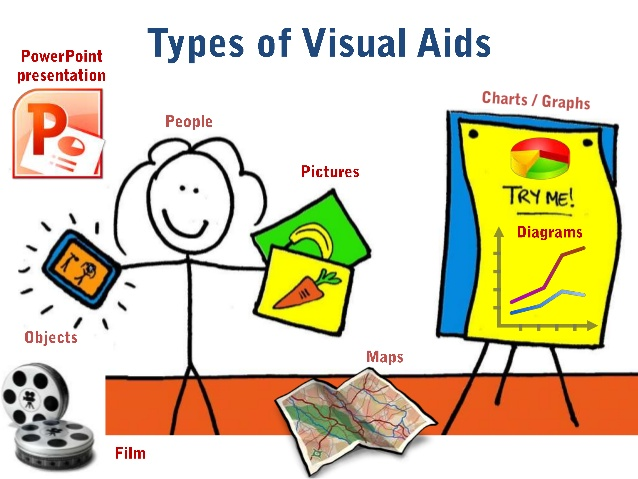 Types of Visual Aids
PowerPoint
presentation
P
People
Charts / Graphs
Pictures
TRY ME!
Diagrams
Objects
Maps
Film